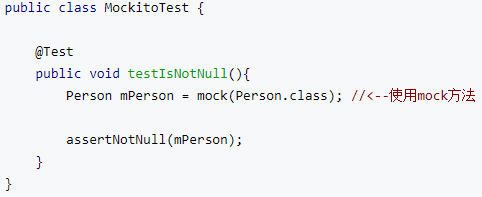 public class MockitoTest {
@Test
public void testIsNotNull(){
Person mPerson = mock(Person.class); //<--使用mock方法
assertNotNull(mPerson);
}
}